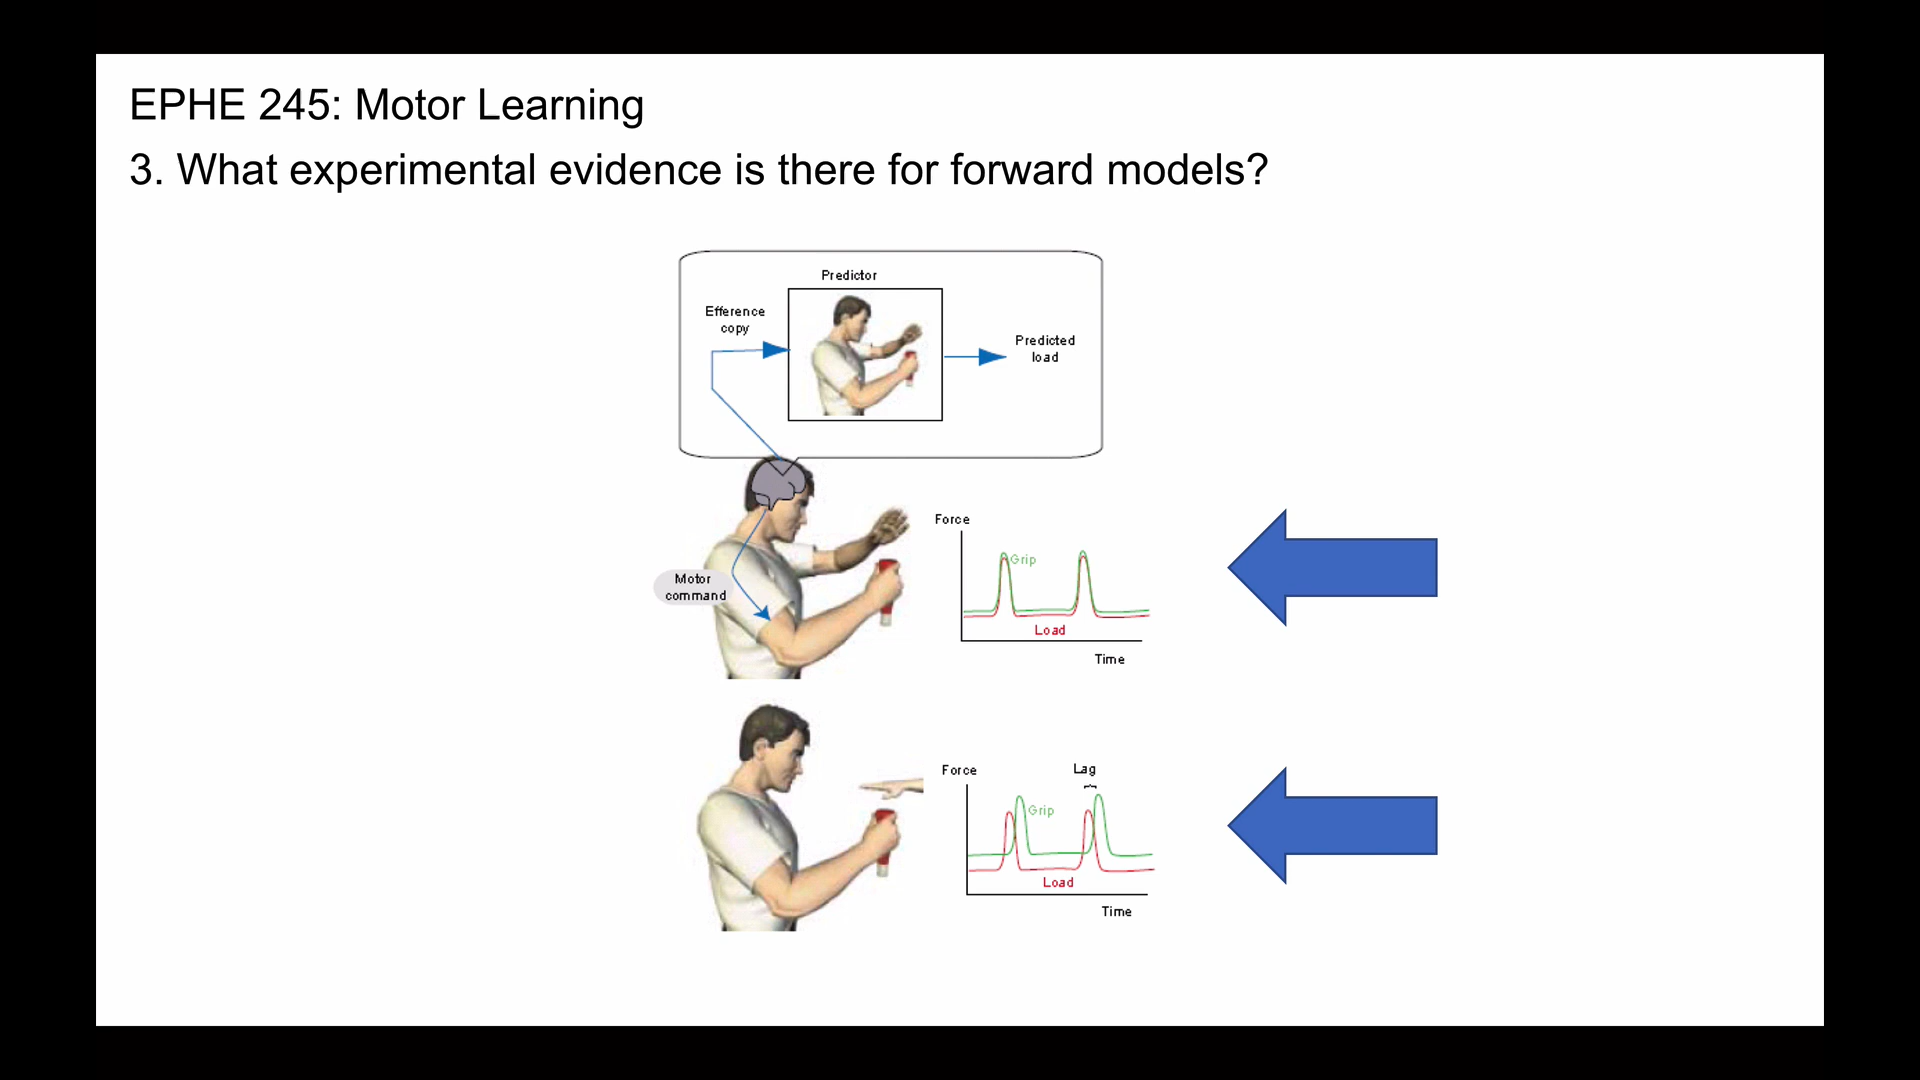 EPHE 245: Motor Learning
3. What experimental evidence is there for forward models?
Predictor
Efference
copy
Predicted
load
Motor
command
Force
Grip
Load
Time
Force
Lag
Grip
Load
Time